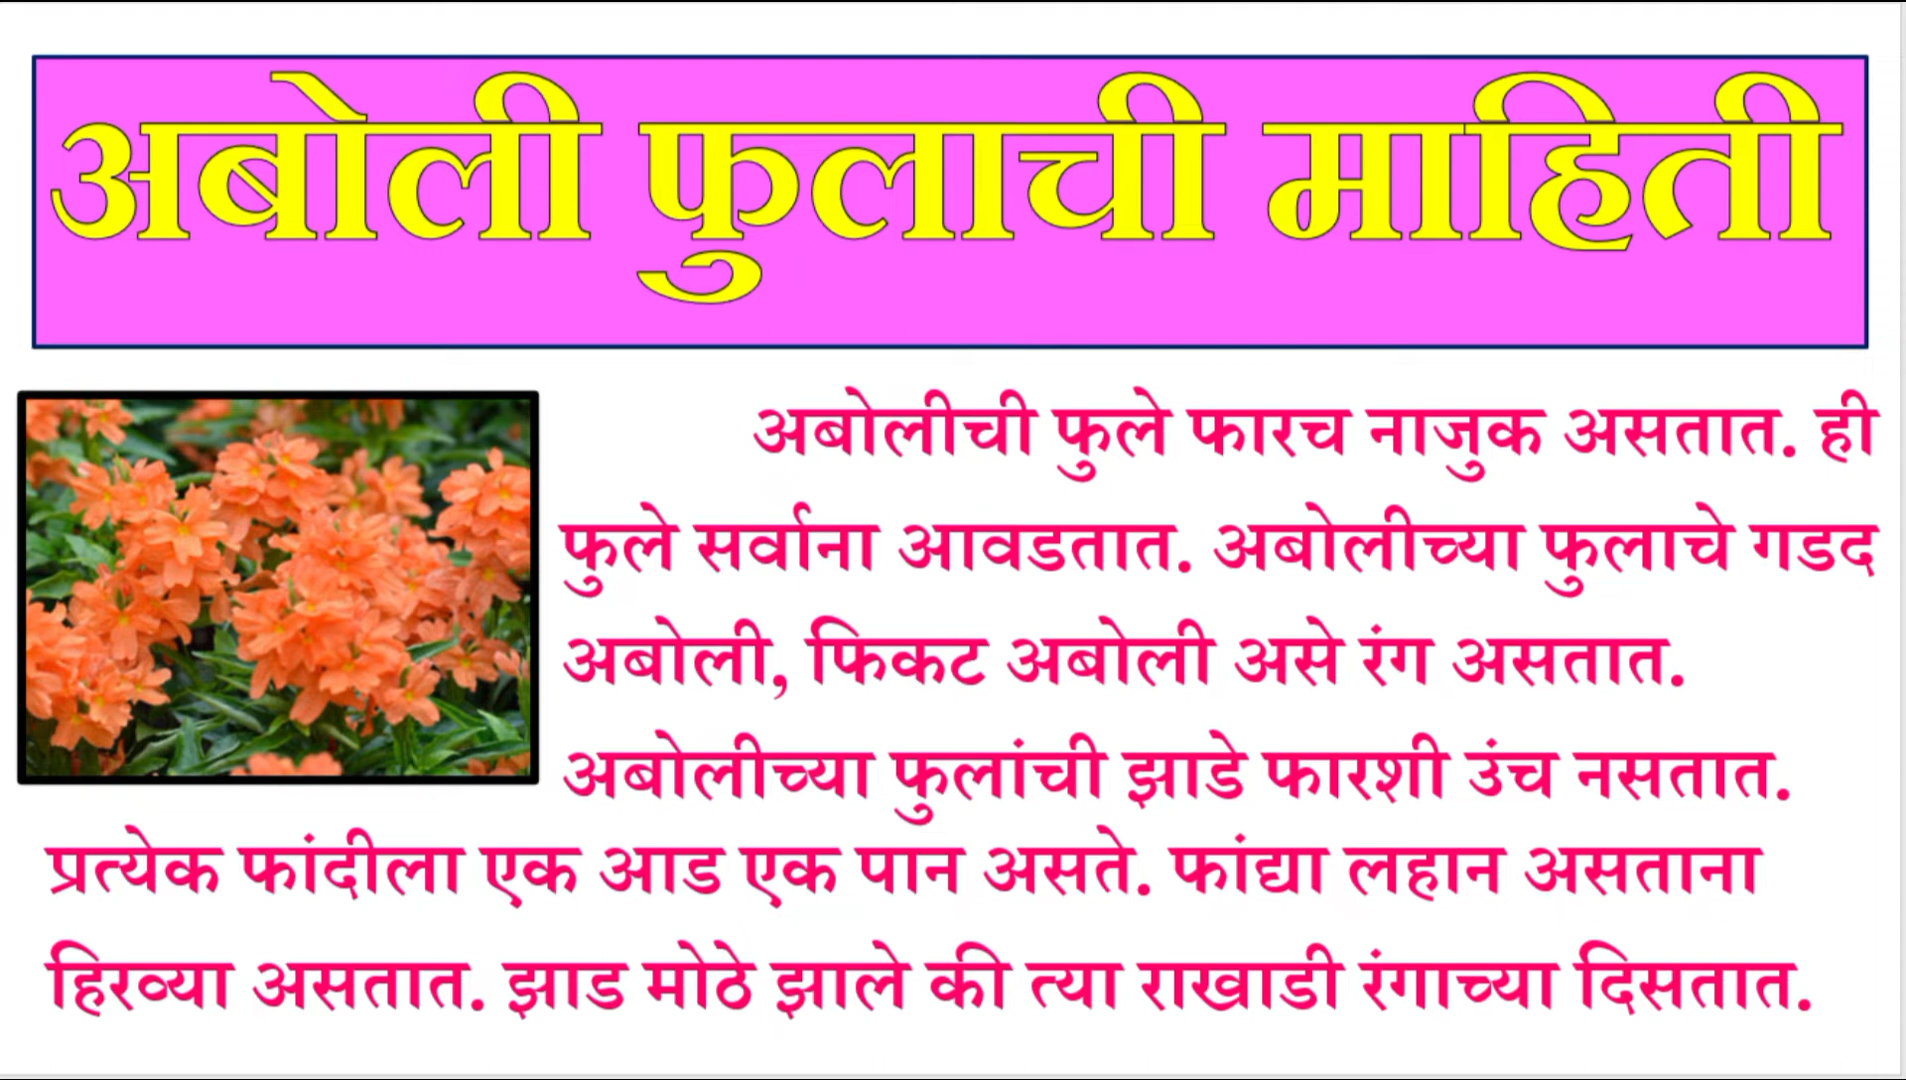 अबोली फुलाची माहिती
अबोलीची फुले फारच नाजुक असतात. ही
फुले सर्वाना आवडतात. अबोलीच्या फुलाचे गडद
अबोली, फिकट अबोली असे रंग असतात.
अबोलीच्या फुलांची झाडे फारशी उंच नसतात.
प्रत्येक फांदीला एक आड एक पान असते. फांद्या लहान असताना
हिरव्या असतात. झाड मोठे झाले की त्या राखाडी रंगाच्या दिसतात.